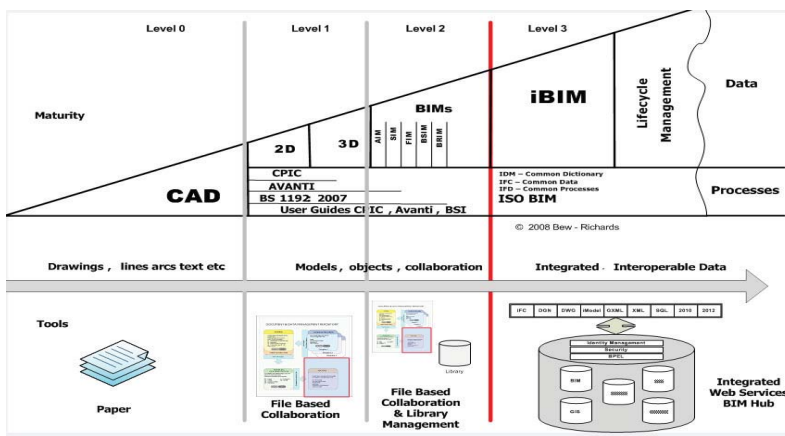 Level 0
Level 1
Level 2
Level 3
Maturity
CAD
2D
3D
BIMs
AIM
SIM
FIM
BSIM
BRIM
iBIM
Lifecycle
Management
Data
CPIC
AVANTI
BS 1192 2007
User Guides CPIC , Avanti , BSI
IDM – Common Dictionary
IFC – Common Data
IFD – Common Processes
ISO BIM
Processes
© 2008 Bew - Richards
Drawings , lines arcs text etc
Models , objects , collaboration
Integrated , Interoperable Data
Tools
Paper
File Based
Collaboration
Library
File Based
Collaboration
& Library
Management
IFC DGN DWG iModel GXML XML SQL 2010 2012
Identity Management
Security
BPEL
BIM
GIS
Integrated
Web Services
BIM Hub